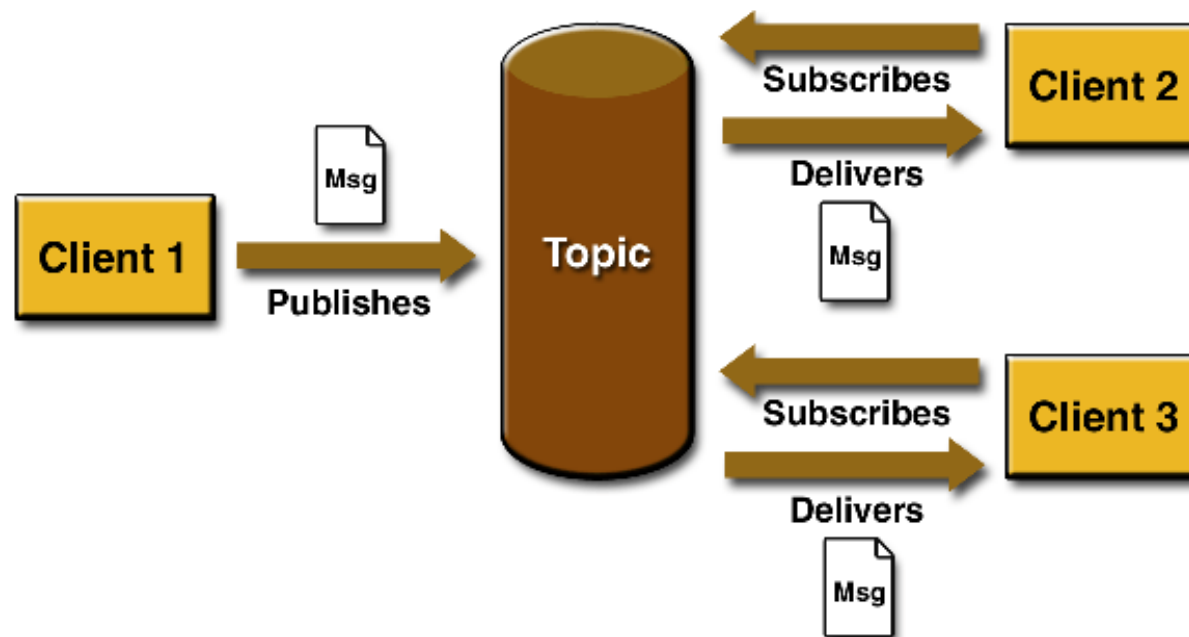 Client 1
Msg
Publishes
Topic
Subscribes
Delivers
Msg
Client 2
Subscribes
Delivers
Msg
Client 3